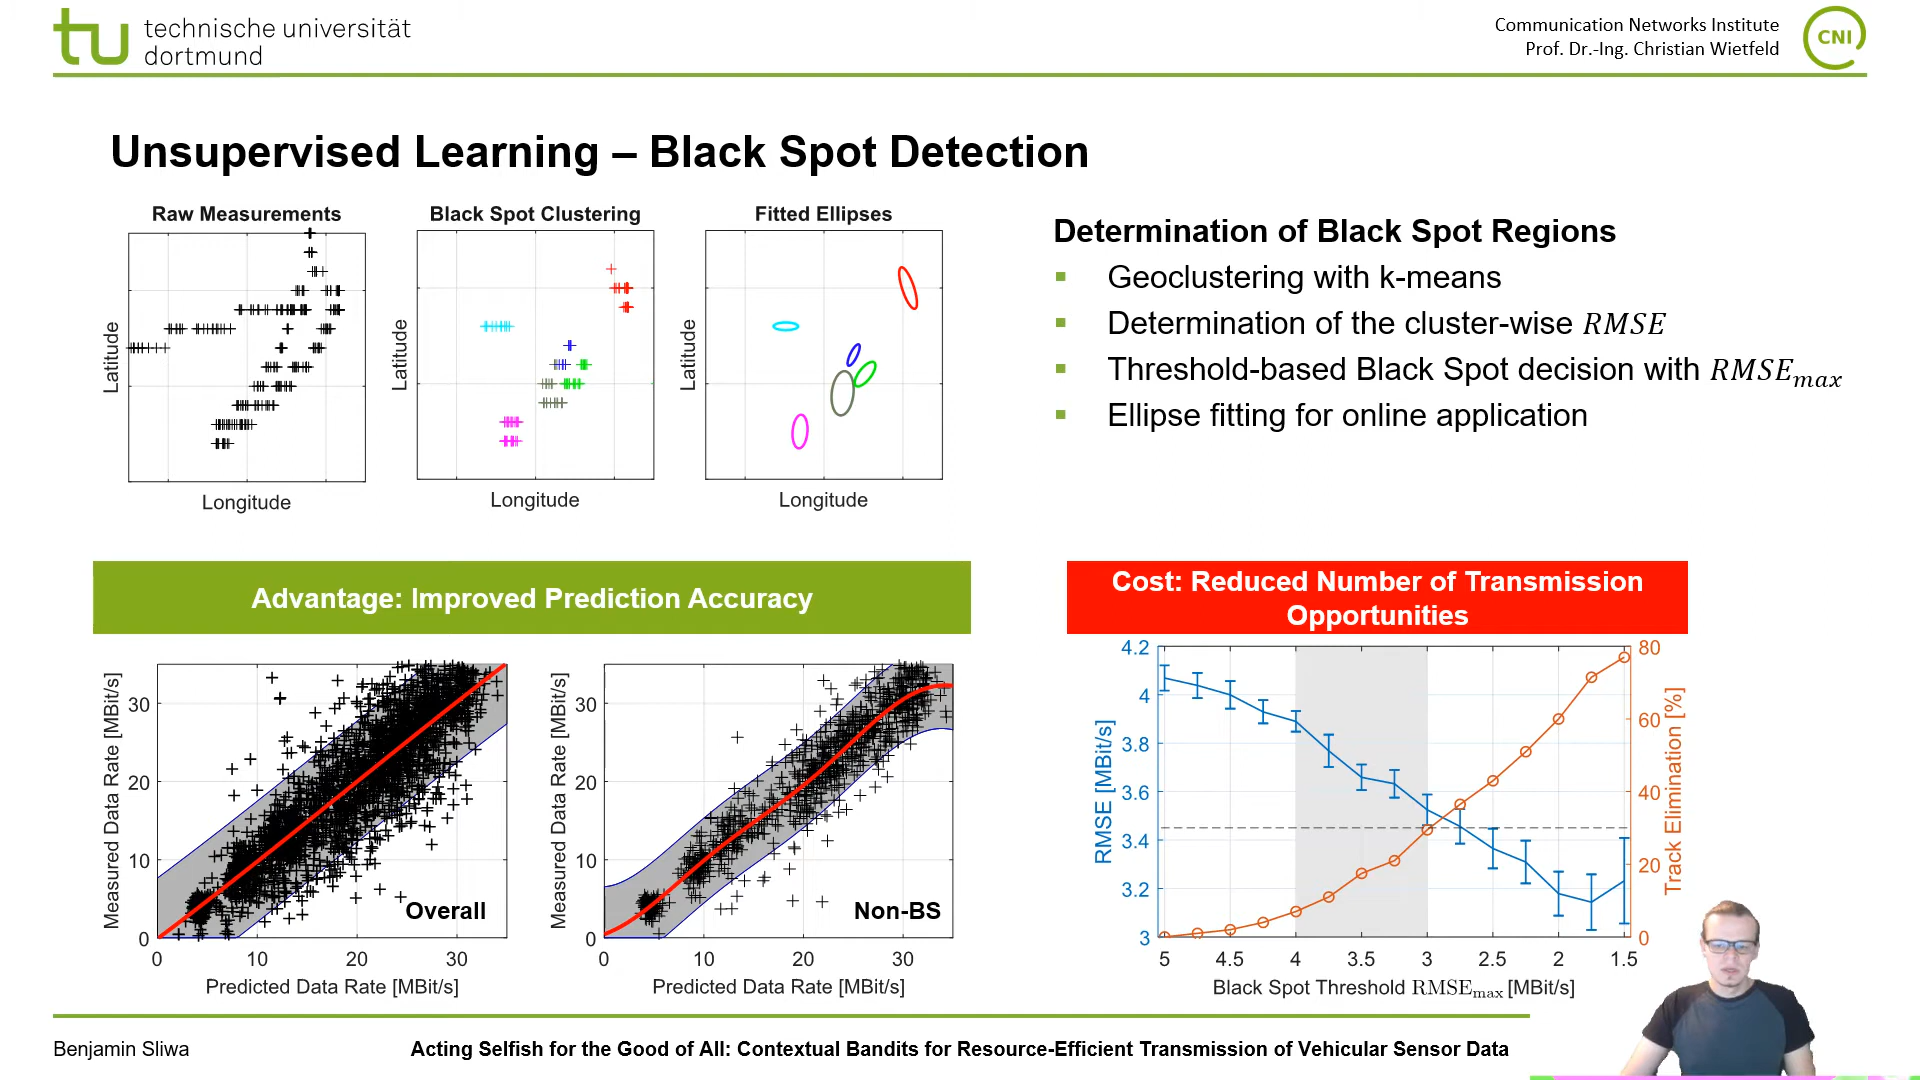 technische universität
dortmund
Communication Networks Institute
Prof. Dr.-Ing. Christian Wietfeld
CNI
Unsupervised Learning – Black Spot Detection
Raw Measurements
Latitude
Longitude
Black Spot Clustering
Latitude
Longitude
Fitted Ellipses
Latitude
Longitude
Determination of Black Spot Regions
Geoclustering with k-means
Determination of the cluster-wise RMSE
Threshold-based Black Spot decision with RMSEmax
Ellipse fitting for online application
Advantage: Improved Prediction Accuracy
Measured Data Rate [MBit/s]
30
20
10
0
Overall
0 10 20 30
Predicted Data Rate [MBit/s]
Measured Data Rate [MBit/s]
30
20
10
0
Non-BS
0 10 20 30
Predicted Data Rate [MBit/s]
Cost: Reduced Number of Transmission
Opportunities
RMSE [MBit/s]
4.2
4
3.8
3.6
3.4
3.2
3
80
60
40
20
0
Track Elimination [%]
5 4.5 4 3.5 3 2.5 2 1.5
Black Spot Threshold RMSEmax [MBit/s]
Benjamin Sliwa
Acting Selfish for the Good of All: Contextual Bandits for Resource-Efficient Transmission of Vehicular Sensor Data